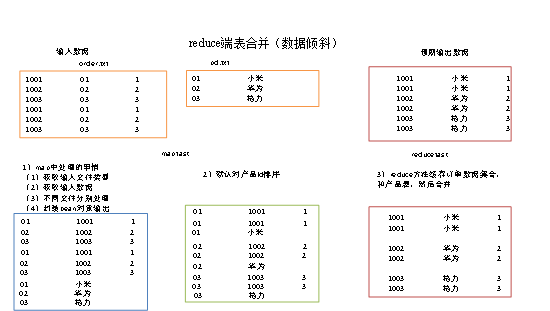 reduce端表合并（数据倾斜）
输入数据
order.txt
1001 01 1
1002 02 2
1003 03 3
1001 01 1
1002 02 2
1003 03 3
pd.txt
01 小米
02 华为
03 格力
预期输出数据
1001 小米 1
1001 小米 1
1002 华为 2
1002 华为 2
1003 格力 3
1003 格力 3
maptast
1）map中处理的事情
（1）获取输入文件类型
（2）获取输入数据
（3）不同文件分别处理
（4）封装bean对象输出
01 1001 1
02 1002 2
03 1003 3
01 1001 1
02 1002 2
03 1003 3
01 小米
02 华为
03 格力
2）默认对产品id排序
01 1001 1
01 1001 1
01 小米
02 1002 2
02 1002 2
02 华为
03 1003 3
03 1003 3
03 格力
reducetast
3）reduce方法缓存订单数据集合，
和产品表，然后合并
1001 小米 1
1001 小米 1
1002 华为 2
1002 华为 2
1003 格力 3
1003 格力 3